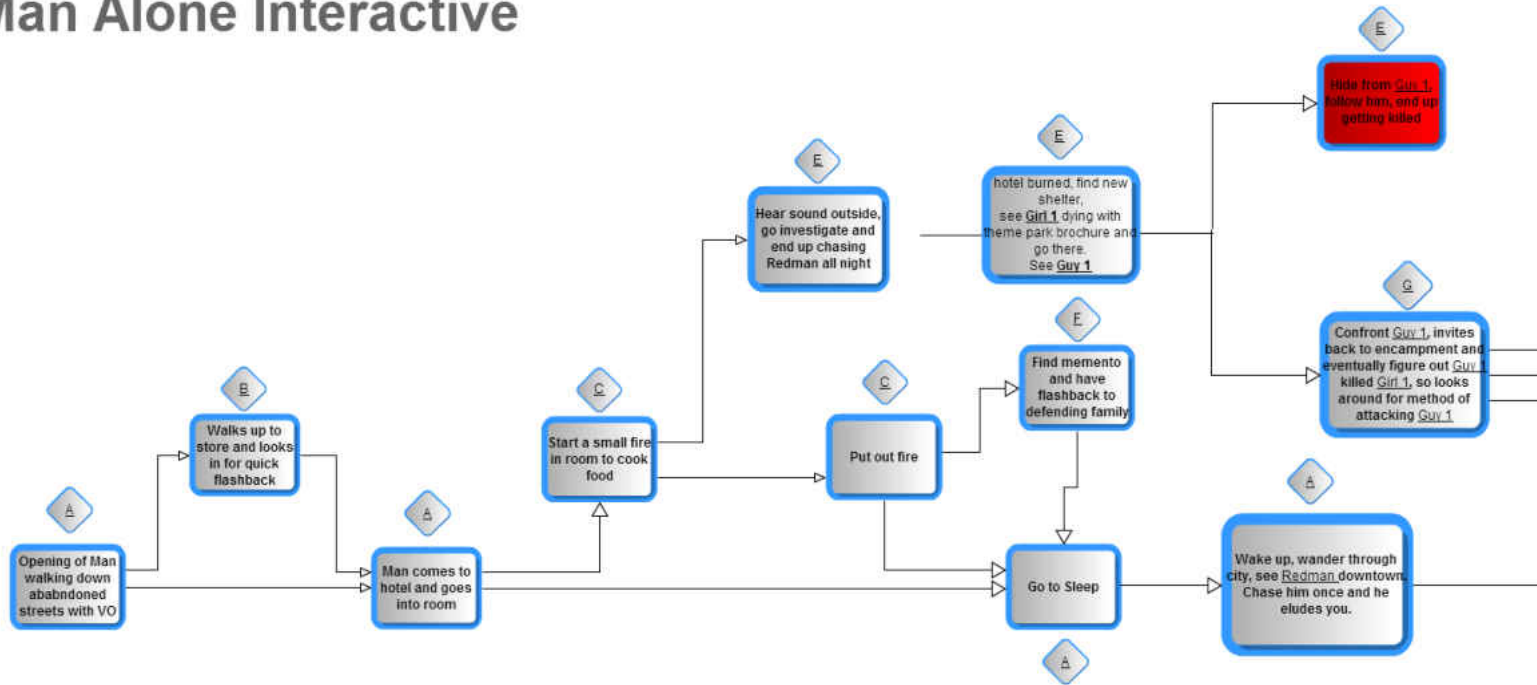 Man Alone Interactive
E
Hide from Guy 1,
follow him, end up
getting killed
E
Hear sound outside,
go investigate and
end up chasing
Redman all night
E
hotel burned, find new
shelter,
see Girl 1 dying with
theme park brochure and
go there.
See Guy 1
G
Confront Guy 1, invites
back to encampment and
eventually figure out Guy 1
killed Girl 1, so looks
around for method of
attacking Guy 1
F
Find memento
and have
flashback to
defending family
B
Walks up to
store and looks
in for quick
flashback
C
Start a small fire
in room to cook
food
C
Put out fire
A
Opening of Man
walking down
ababndoned
streets with VO
A
Man comes to
hotel and goes
into room
Go to Sleep
A
A
Wake up, wander through
city, see Redman downtown.
Chase him once and he
eludes you.